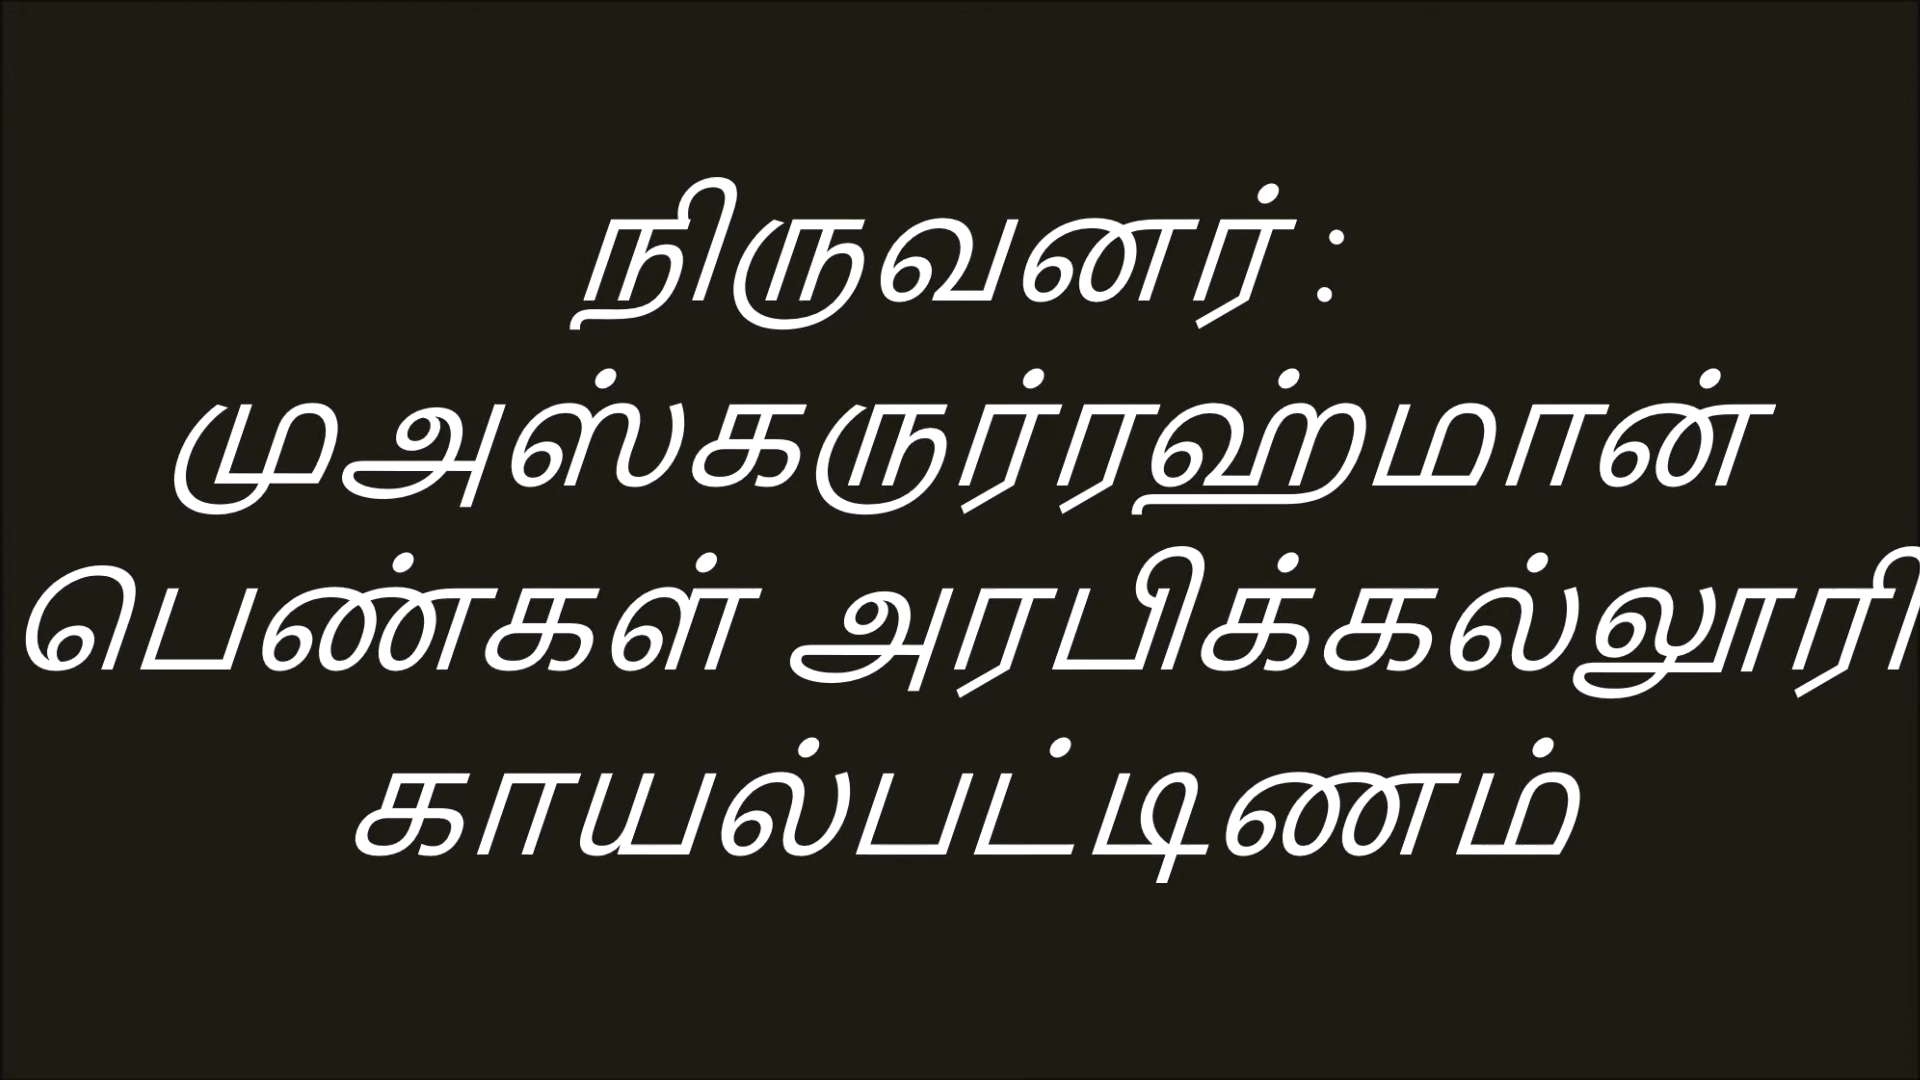 நிருவனர் :
முஅஸ்கருர்ரஹ்மான்
பெண்கள் அரபிக்கல்லூரி
காயல்பட்டிணம்